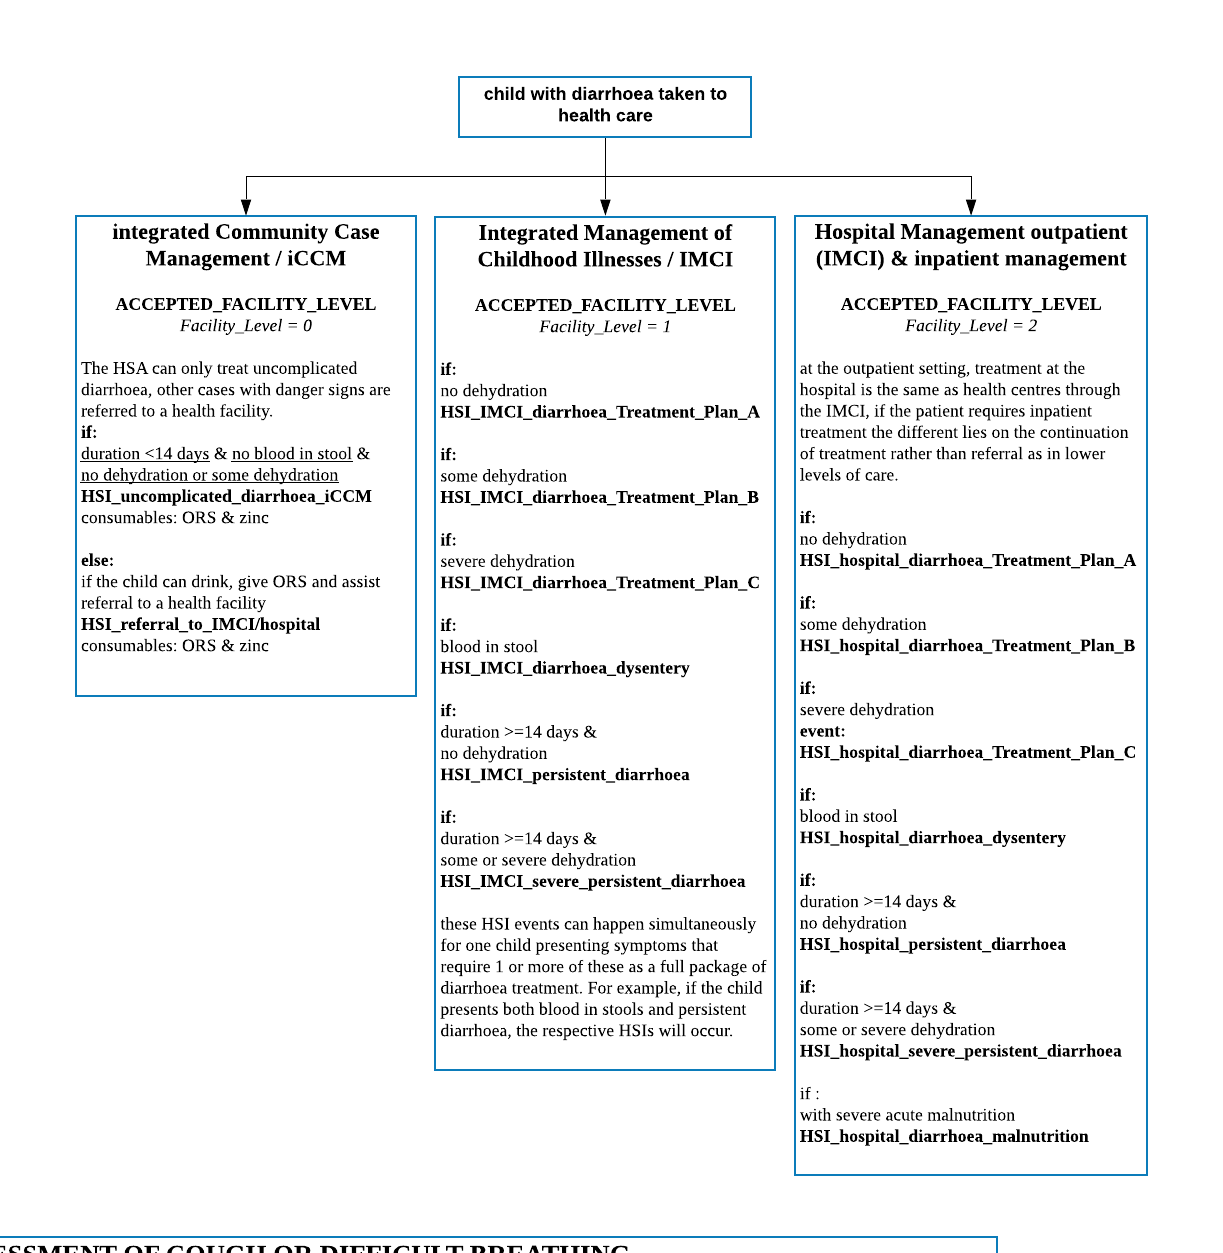 child with diarrhoea taken to
health care
integrated Community Case
Management / iCCM
ACCEPTED_FACILITY_LEVEL
Facility_Level = 0
The HSA can only treat uncomplicated
diarrhoea, other cases with danger signs are
referred to a health facility.
if:
duration <14 days & no blood in stool &
no dehydration or some dehydration
HSI_uncomplicated_diarrhoea_iCCM
consumables: ORS & zinc
else:
if the child can drink, give ORS and assist
referral to a health facility
HSI_referral_to_IMCI/hospital
consumables: ORS & zinc
Integrated Management of
Childhood Illnesses / IMCI
ACCEPTED_FACILITY_LEVEL
Facility_Level = 1
if:
no dehydration
HSI_IMCI_diarrhoea_Treatment_Plan_A
if:
some dehydration
HSI_IMCI_diarrhoea_Treatment_Plan_B
if:
severe dehydration
HSI_IMCI_diarrhoea_Treatment_Plan_C
if:
blood in stool
HSI_IMCI_diarrhoea_dysentery
if:
duration >=14 days &
no dehydration
HSI_IMCI_persistent_diarrhoea
if:
duration >=14 days &
some or severe dehydration
HSI_IMCI_severe_persistent_diarrhoea
these HSI events can happen simultaneously
for one child presenting symptoms that
require 1 or more of these as a full package of
diarrhoea treatment. For example, if the child
presents both blood in stools and persistent
diarrhoea, the respective HSIs will occur.
Hospital Management outpatient
(IMCI) & inpatient management
ACCEPTED_FACILITY_LEVEL
Facility_Level = 2
at the outpatient setting, treatment at the
hospital is the same as health centres through
the IMCI, if the patient requires inpatient
treatment the different lies on the continuation
of treatment rather than referral as in lower
levels of care.
if:
no dehydration
HSI_hospital_diarrhoea_Treatment_Plan_A
if:
some dehydration
HSI_hospital_diarrhoea_Treatment_Plan_B
if:
severe dehydration
event:
HSI_hospital_diarrhoea_Treatment_Plan_C
if:
blood in stool
HSI_hospital_diarrhoea_dysentery
if:
duration >=14 days &
no dehydration
HSI_hospital_persistent_diarrhoea
if:
duration >=14 days &
some or severe dehydration
HSI_hospital_severe_persistent_diarrhoea
if :
with severe acute malnutrition
HSI_hospital_diarrhoea_malnutrition
ESSMENT OF COUGH OR DIFFICULT BREATHING